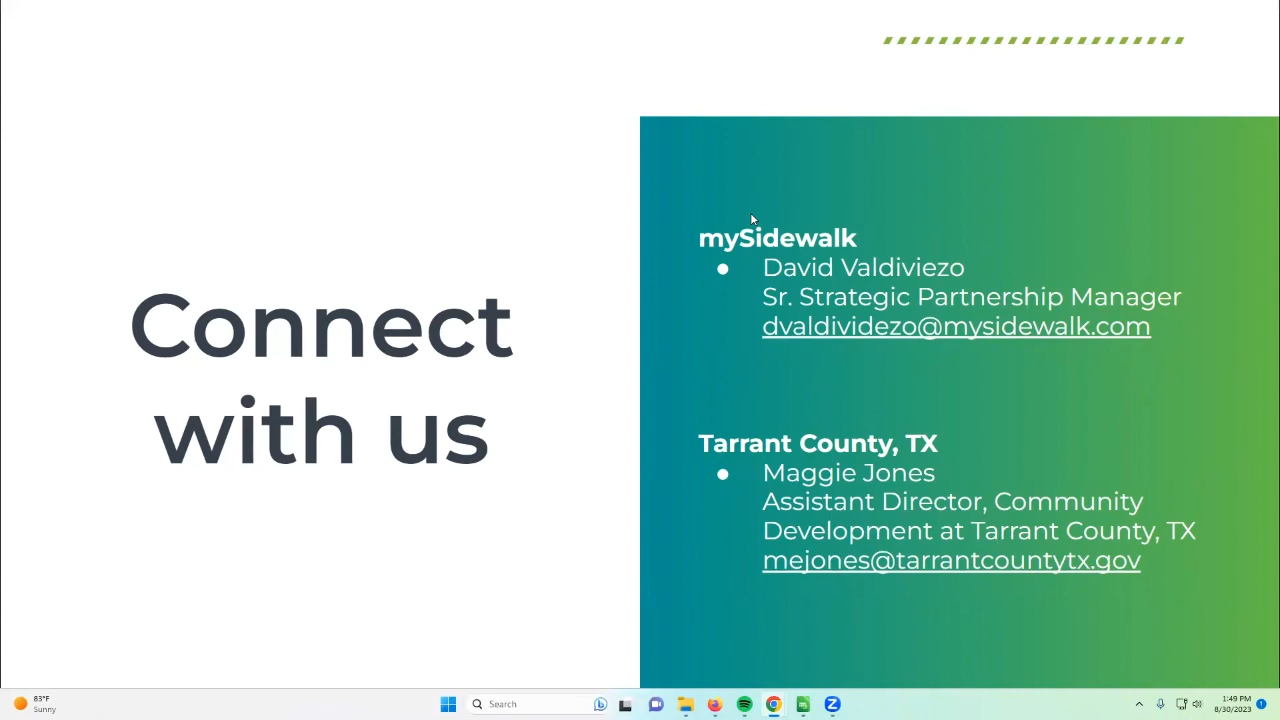 Connect
with us
mySidewalk
● David Valdiviezo
Sr. Strategic Partnership Manager
dvaldividezo@mysidewalk.com
Tarrant County, TX
● Maggie Jones
Assistant Director, Community
Development at Tarrant County, TX
mejones@tarrantcountytx.gov
83°F
Sunny
Search
1:49 PM
8/30/2023